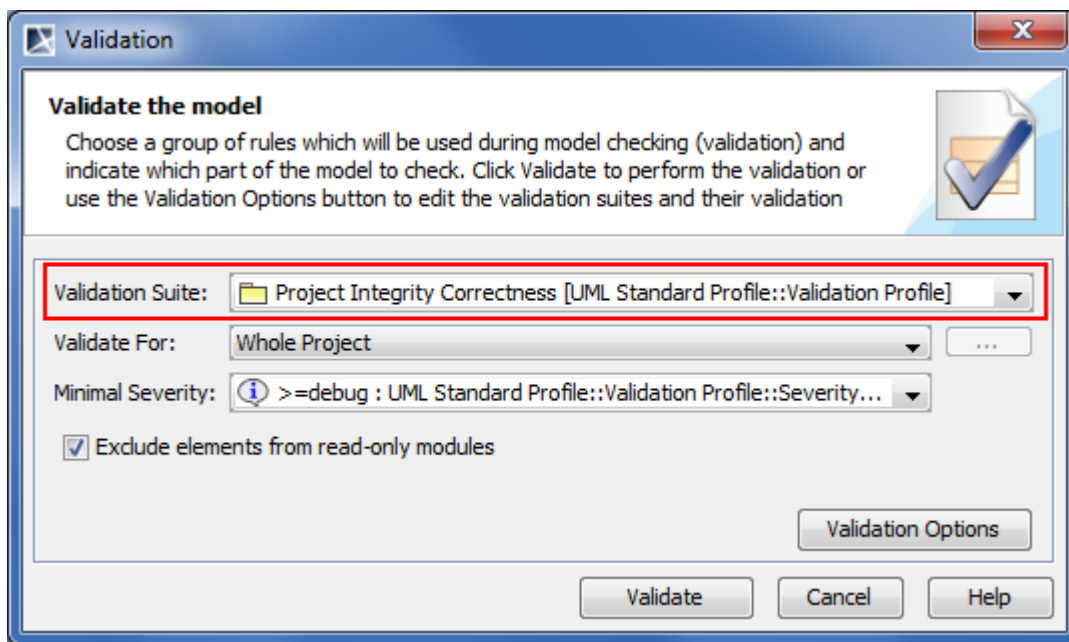 Validation
Validate the model
Choose a group of rules which will be used during model checking (validation) and
indicate which part of the model to check. Click Validate to perform the validation or
use the Validation Options button to edit the validation suites and their validation
Validation Suite: Project Integrity Correctness [UML Standard Profile::Validation Profile]
Validate For: Whole Project ...
Minimal Severity: >=debug : UML Standard Profile::Validation Profile::Severity...
Exclude elements from read-only modules
Validation Options
Validate Cancel Help